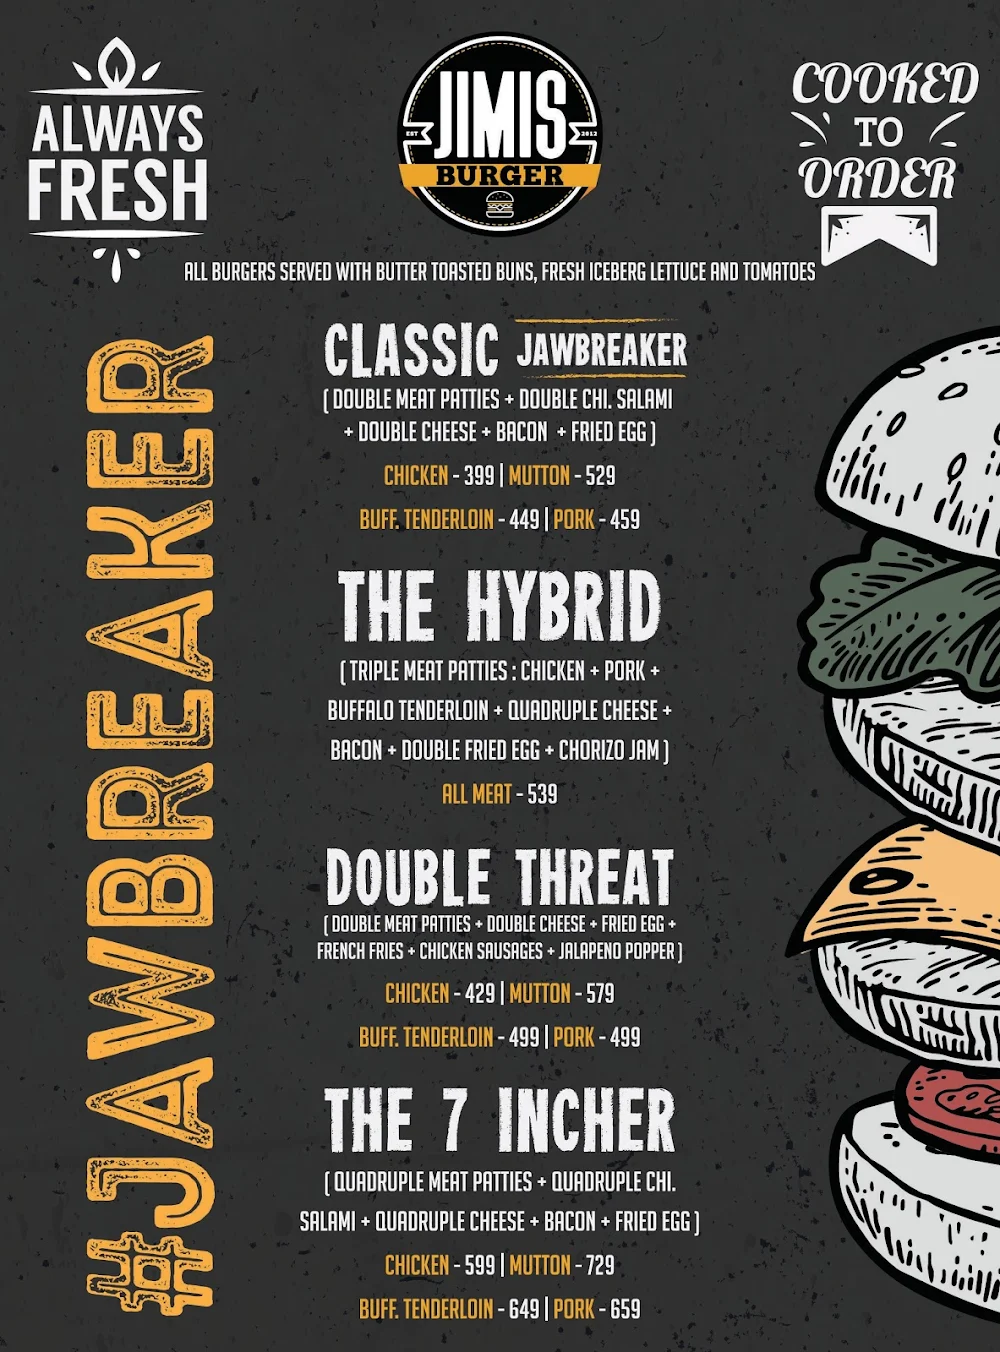 ALWAYS
FRESH
JIMIS
EST 2012
BURGER
COOKED
TO
ORDER
ALL BURGERS SERVED WITH BUTTER TOASTED BUNS, FRESH ICEBERG LETTUCE AND TOMATOES
#JAWBREAKER
CLASSIC JAWBREAKER
( DOUBLE MEAT PATTIES + DOUBLE CHI. SALAMI
+ DOUBLE CHEESE + BACON + FRIED EGG )
CHICKEN - 399 | MUTTON - 529
BUFF. TENDERLOIN - 449 | PORK - 459
THE HYBRID
( TRIPLE MEAT PATTIES : CHICKEN + PORK +
BUFFALO TENDERLOIN + QUADRUPLE CHEESE +
BACON + DOUBLE FRIED EGG + CHORIZO JAM )
ALL MEAT - 539
DOUBLE THREAT
( DOUBLE MEAT PATTIES + DOUBLE CHEESE + FRIED EGG +
FRENCH FRIES + CHICKEN SAUSAGES + JALAPENO POPPER )
CHICKEN - 429 | MUTTON - 579
BUFF. TENDERLOIN - 499 | PORK - 499
THE 7 INCHER
( QUADRUPLE MEAT PATTIES + QUADRUPLE CHI.
SALAMI + QUADRUPLE CHEESE + BACON + FRIED EGG )
CHICKEN - 599 | MUTTON - 729
BUFF. TENDERLOIN - 649 | PORK - 659